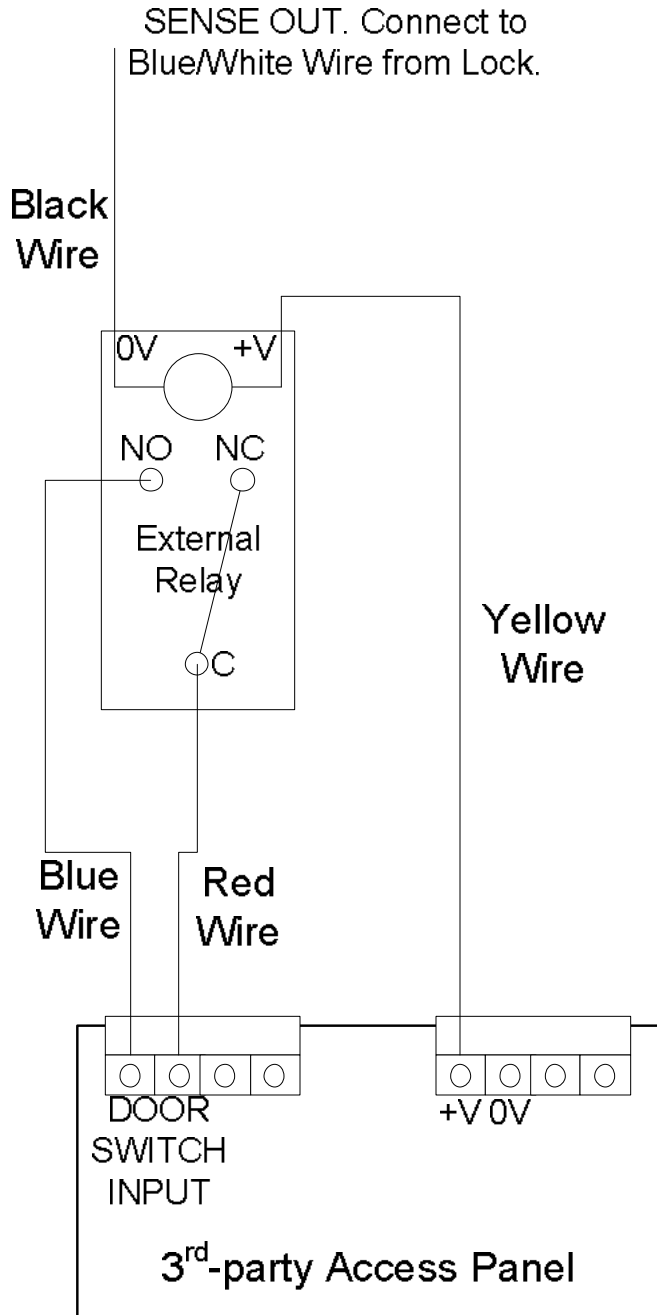 SENSE OUT. Connect to
Blue/White Wire from Lock.
Black
Wire
0V +V
NO NC
External
Relay
C
Yellow
Wire
Blue
Wire
Red
Wire
DOOR
SWITCH
INPUT
+V 0V
3rd-party Access Panel